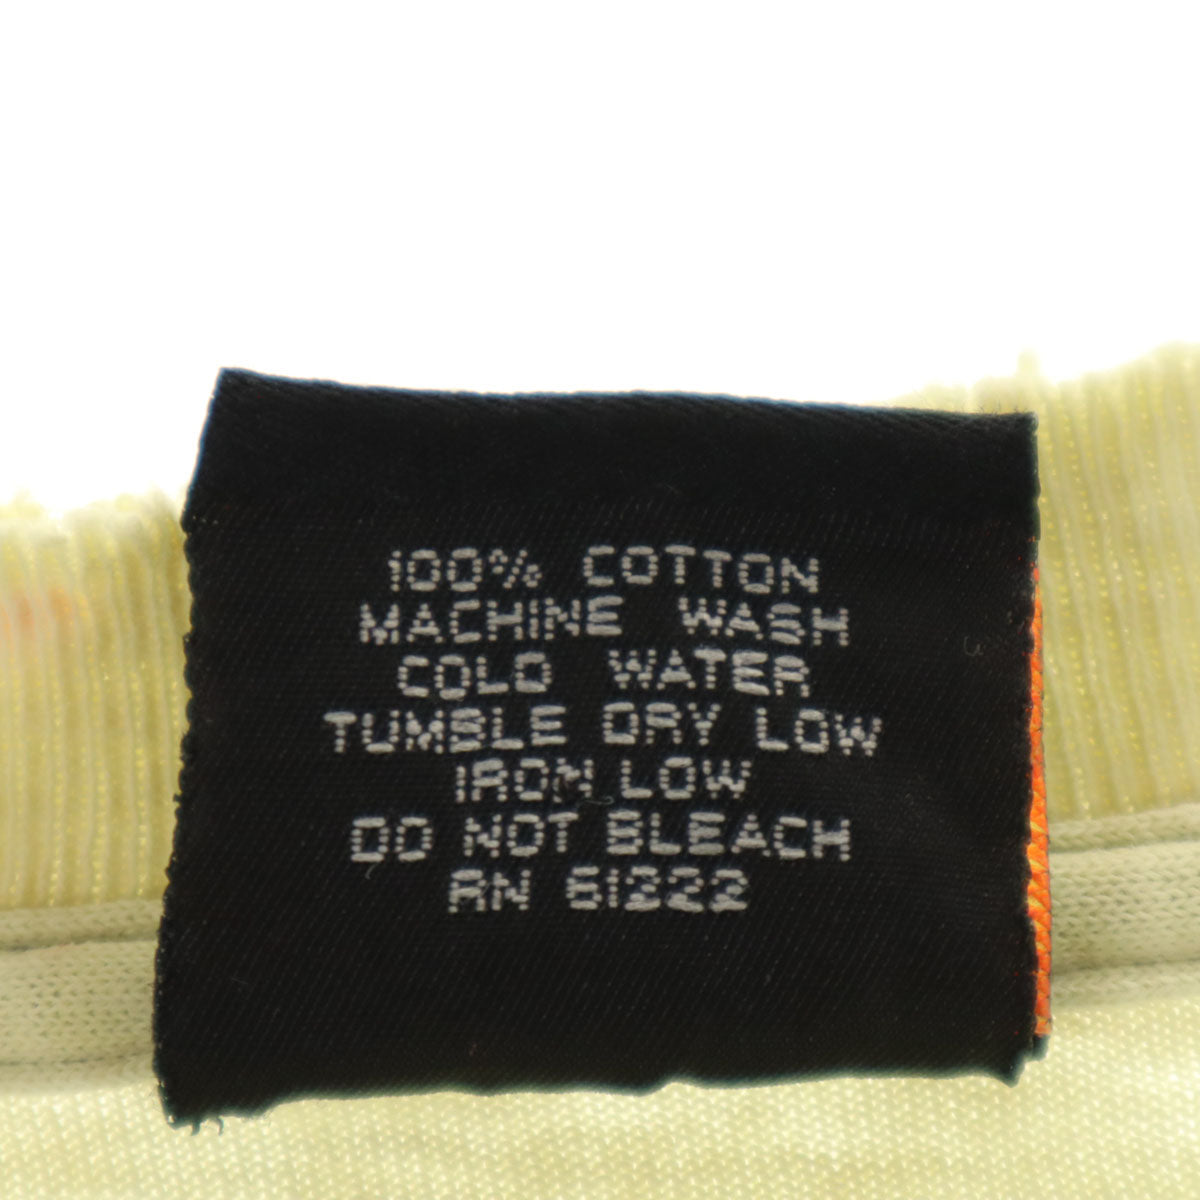 100% COTTON
MACHINE WASH
COLD WATER
TUMBLE DRY LOW
IRON LOW
DO NOT BLEACH
RN 61222